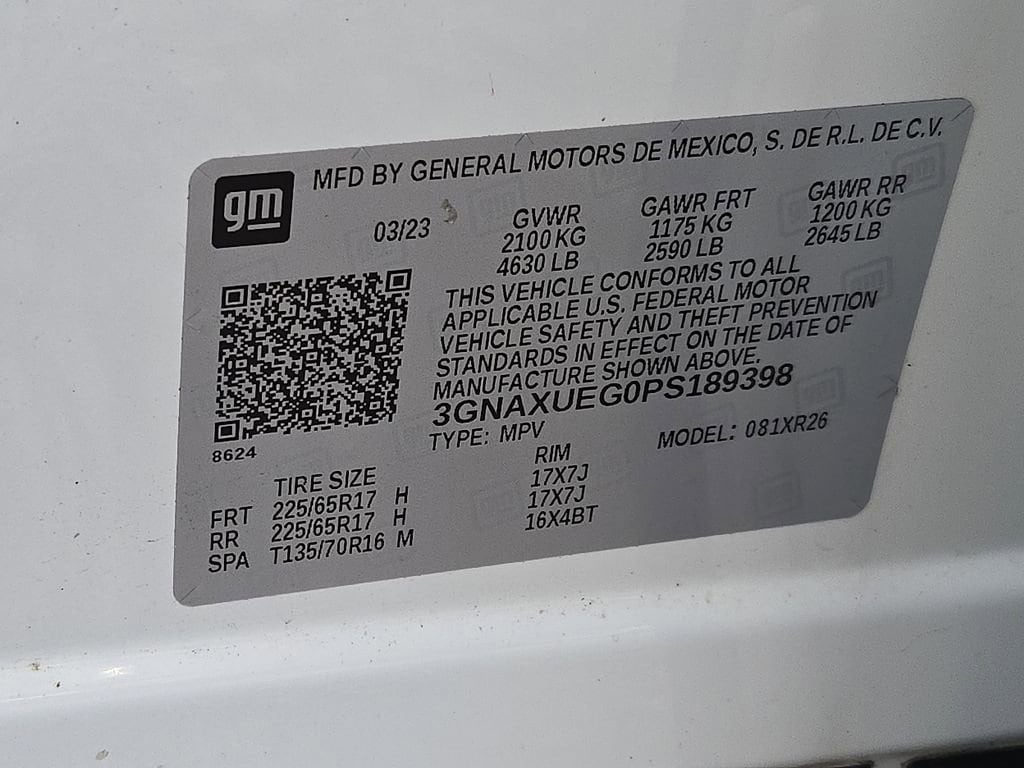 MFD BY GENERAL MOTORS DE MEXICO, S. DE R.L. DE C.V.
gm
03/23
GVWR GAWR FRT GAWR RR
2100 KG 1175 KG 1200 KG
4630 LB 2590 LB 2645 LB
THIS VEHICLE CONFORMS TO ALL
APPLICABLE U.S. FEDERAL MOTOR
VEHICLE SAFETY AND THEFT PREVENTION
STANDARDS IN EFFECT ON THE DATE OF
MANUFACTURE SHOWN ABOVE.
3GNAXUEG0PS189398
TYPE: MPV MODEL: 081XR26
8624
TIRE SIZE RIM
FRT 225/65R17 H 17X7J
RR 225/65R17 H 17X7J
SPA T135/70R16 M 16X4BT